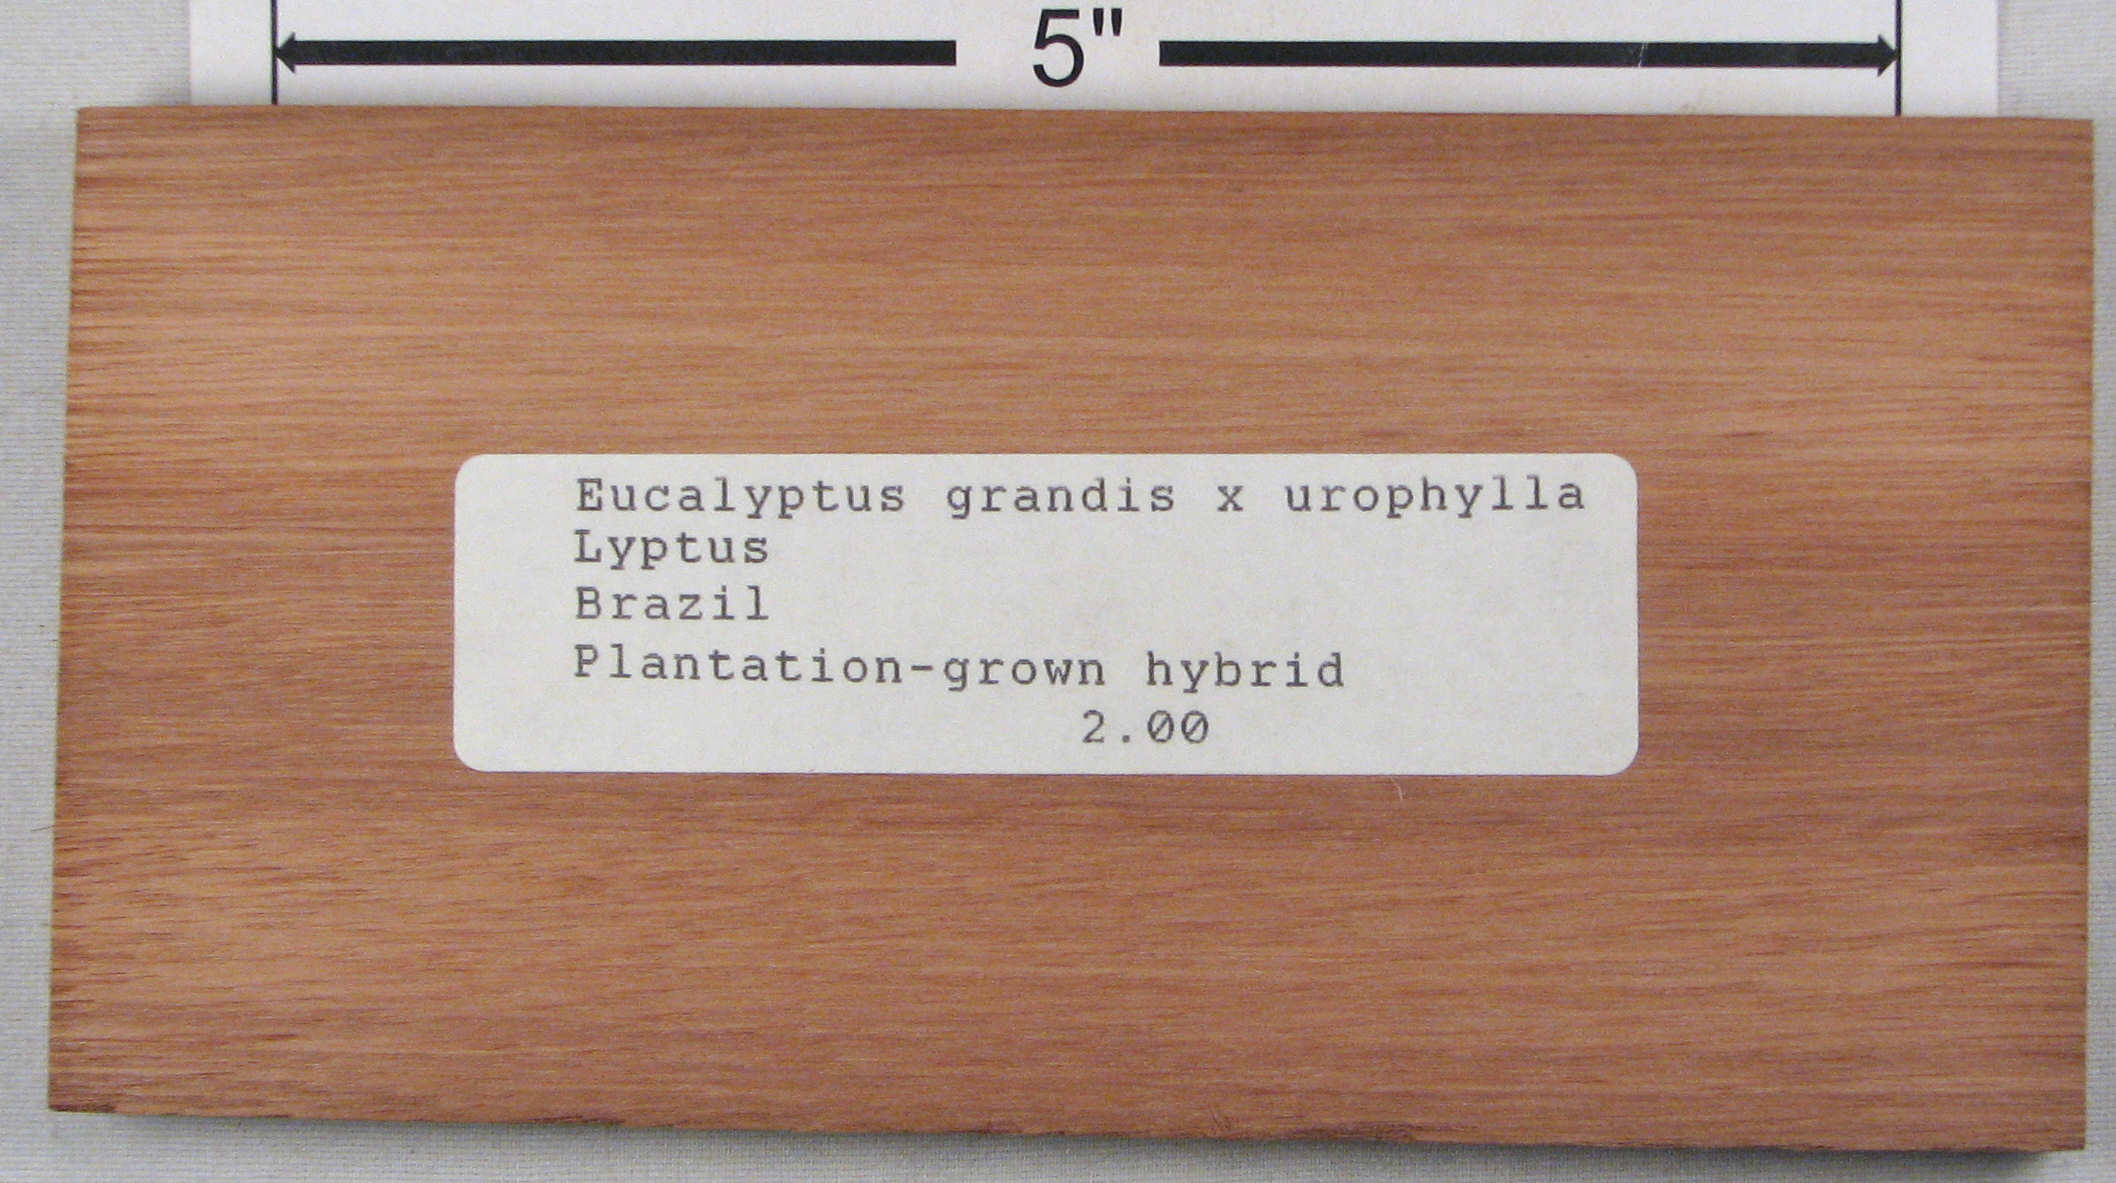 5"
Eucalyptus grandis x urophylla
Lyptus
Brazil
Plantation-grown hybrid
2.00